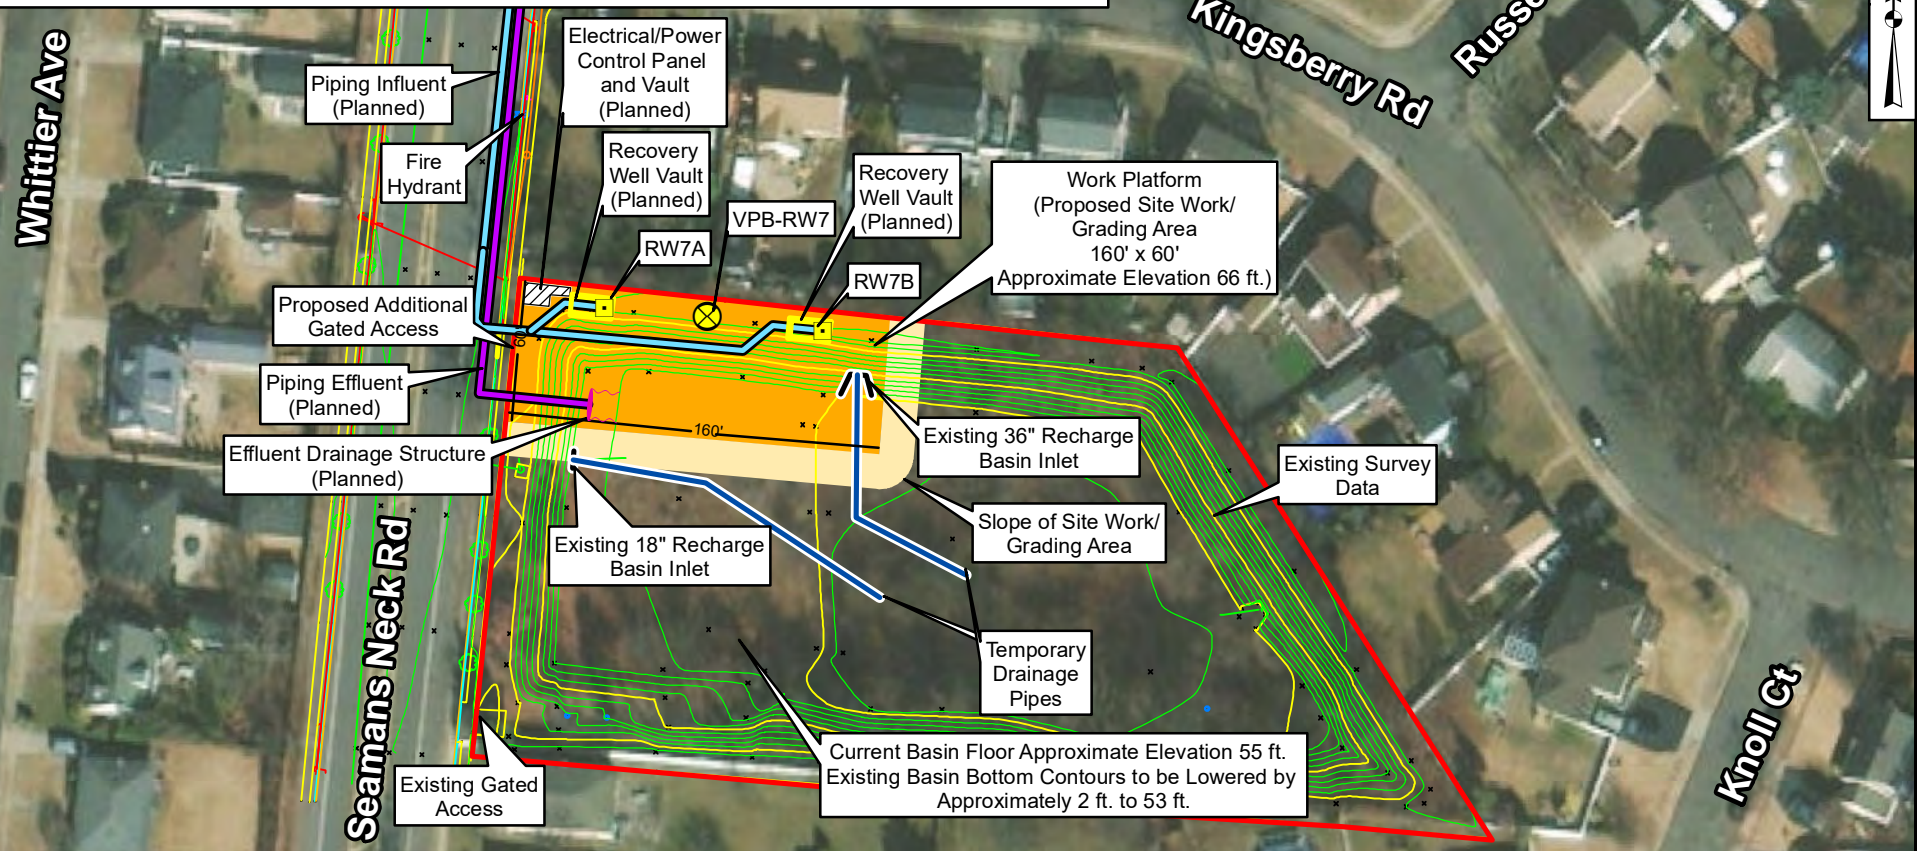 Whittier Ave
Piping Influent
(Planned)
Fire
Hydrant
Electrical/Power
Control Panel
and Vault
(Planned)
Recovery
Well Vault
(Planned)
RW7A
VPB-RW7
Recovery
Well Vault
(Planned)
RW7B
Work Platform
(Proposed Site Work/
Grading Area
160' x 60'
Approximate Elevation 66 ft.)
Kingsberry Rd
Russe
Proposed Additional
Gated Access
60'
Piping Effluent
(Planned)
160'
Effluent Drainage Structure
(Planned)
Existing 36" Recharge
Basin Inlet
Existing Survey
Data
Slope of Site Work/
Grading Area
Existing 18" Recharge
Basin Inlet
Seamans Neck Rd
Temporary
Drainage
Pipes
Existing Gated
Access
Current Basin Floor Approximate Elevation 55 ft.
Existing Basin Bottom Contours to be Lowered by
Approximately 2 ft. to 53 ft.
Knoll Ct